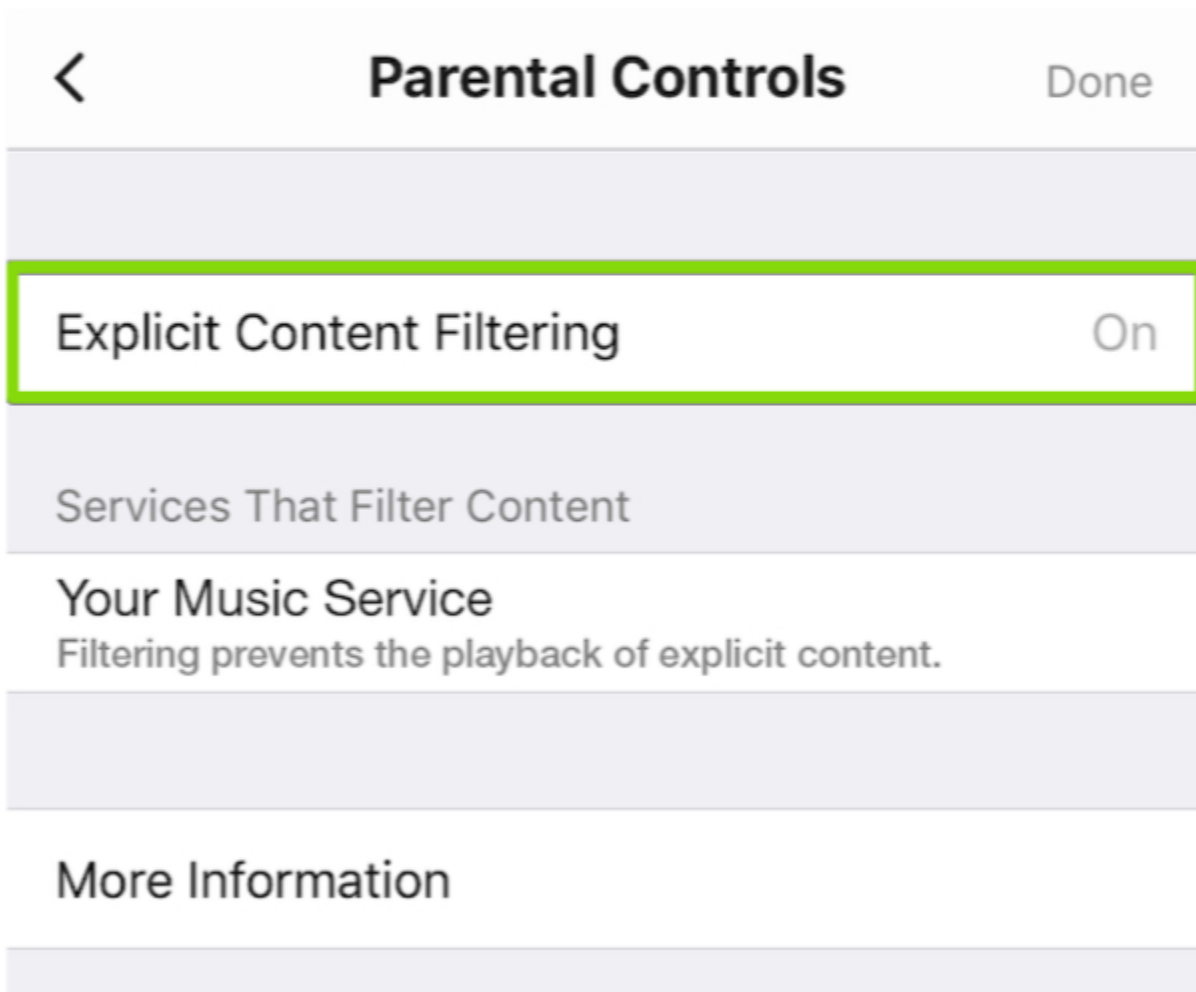 Parental Controls
Done
Explicit Content Filtering
On
Services That Filter Content
Your Music Service
Filtering prevents the playback of explicit content.
More Information